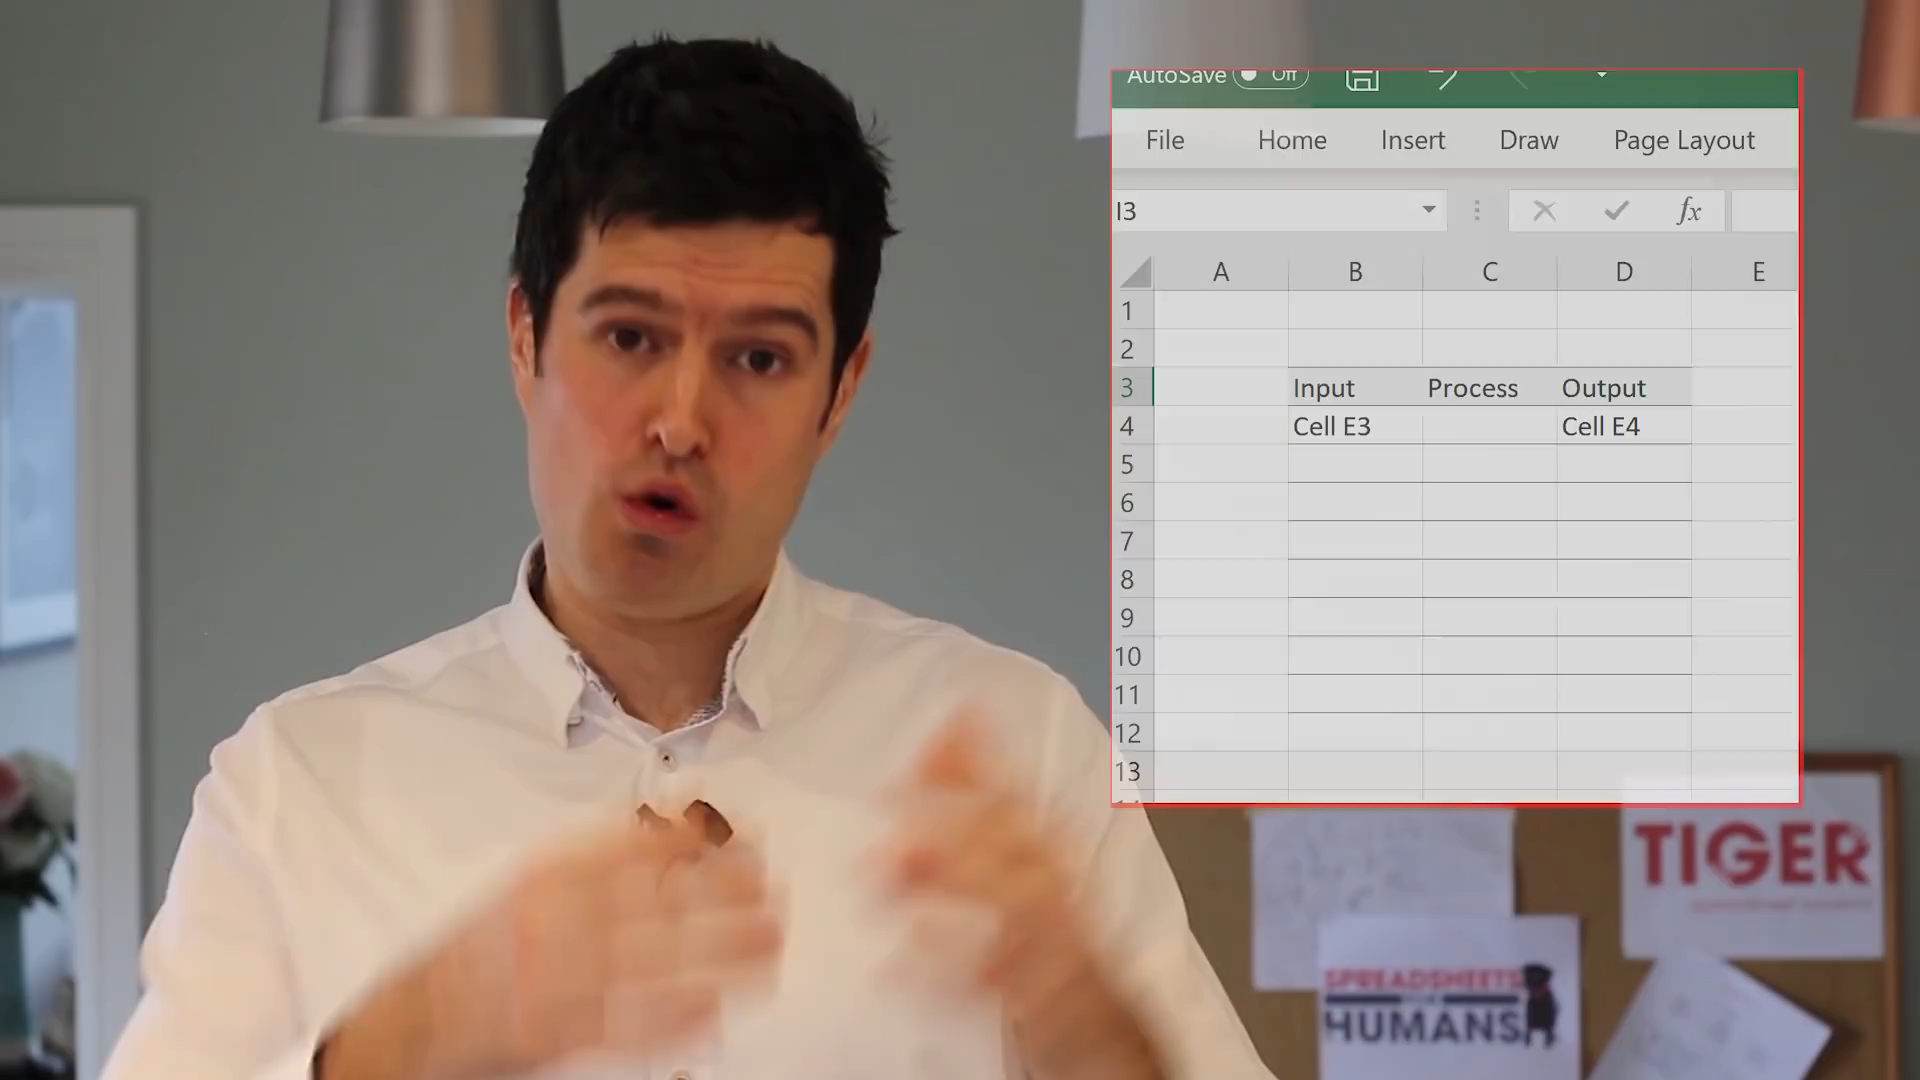 AutoSave Off
File Home Insert Draw Page Layout
I3 fx
A B C D E
1
2
3 Input Process Output
4 Cell E3 Cell E4
5
6
7
8
9
10
11
12
13
TIGER
SPREADSHEETS
HUMANS